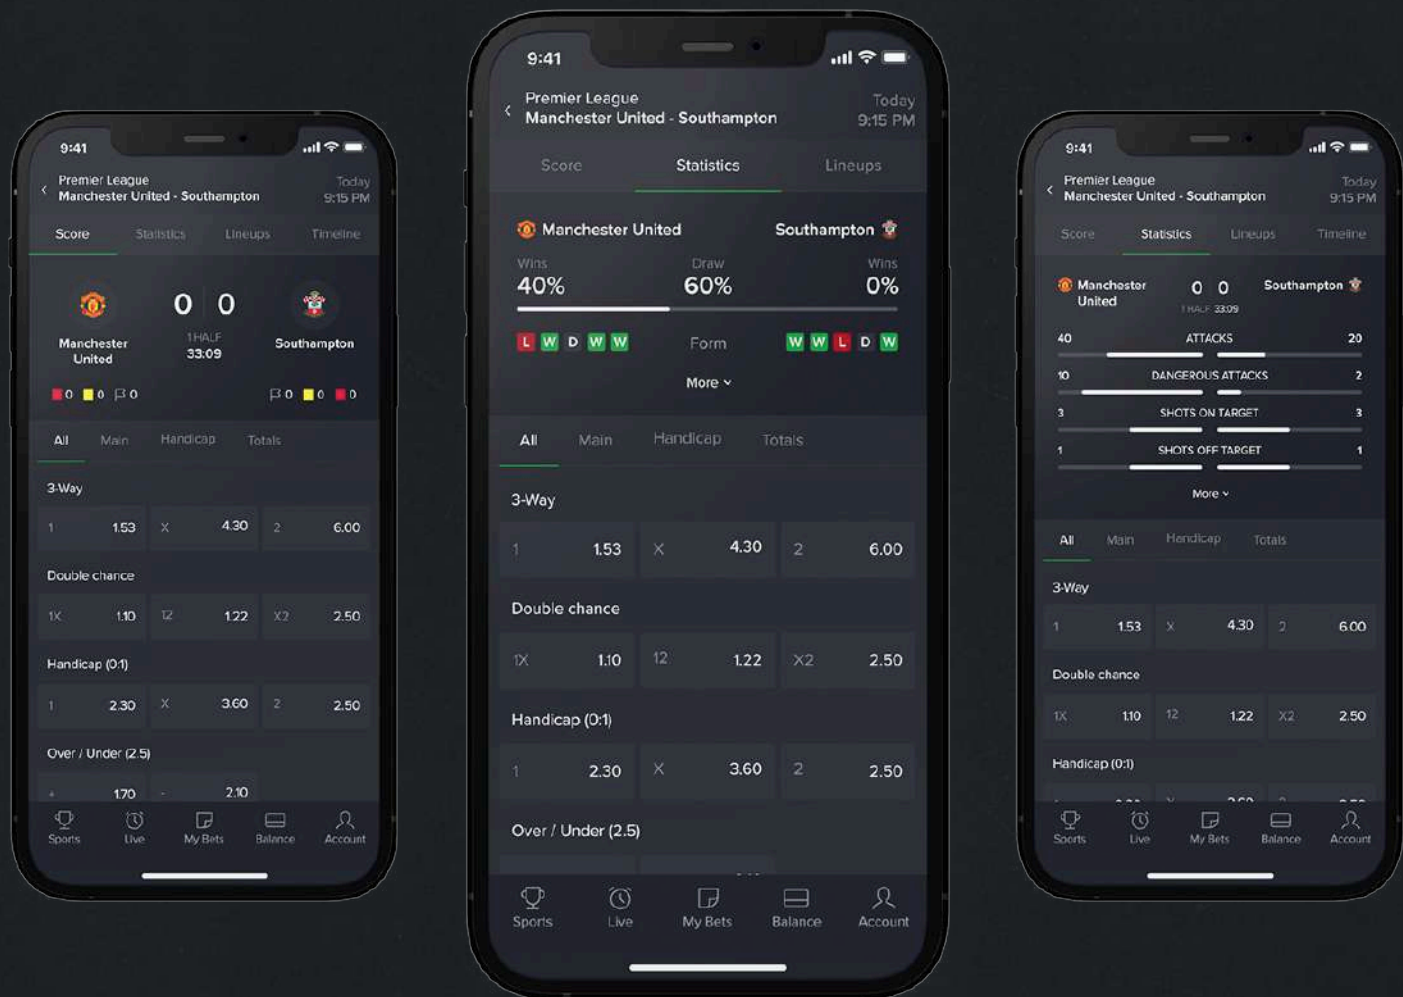 9:41
Premier League
Today
Manchester United - Southampton
9:15 PM
Score Statistics Lineups Timeline
0 0
Manchester United
1 HALF
33:09
Southampton
0 0 0
0 0 0
All Main Handicap Totals
3-Way
1 1.53 X 4.30 2 6.00
Double chance
1X 1.10 12 1.22 X2 2.50
Handicap (0:1)
1 2.30 X 3.60 2 2.50
Over / Under (2.5)
+ 1.70 - 2.10
Sports Live My Bets Balance Account
9:41
Premier League
Today
Manchester United - Southampton
9:15 PM
Score Statistics Lineups
Manchester United Southampton
Wins Draw Wins
40% 60% 0%
L W D W W Form W W L D W
More
All Main Handicap Totals
3-Way
1 1.53 X 4.30 2 6.00
Double chance
1X 1.10 12 1.22 X2 2.50
Handicap (0:1)
1 2.30 X 3.60 2 2.50
Over / Under (2.5)
Sports Live My Bets Balance Account
9:41
Premier League
Today
Manchester United - Southampton
9:15 PM
Score Statistics Lineups Timeline
Manchester
United
0 0
Southampton
1 HALF 33:09
40 ATTACKS 20
10 DANGEROUS ATTACKS 2
3 SHOTS ON TARGET 3
1 SHOTS OFF TARGET 1
More
All Main Handicap Totals
3-Way
1 1.53 X 4.30 2 6.00
Double chance
1X 1.10 12 1.22 X2 2.50
Handicap (0:1)
Sports Live My Bets Balance Account